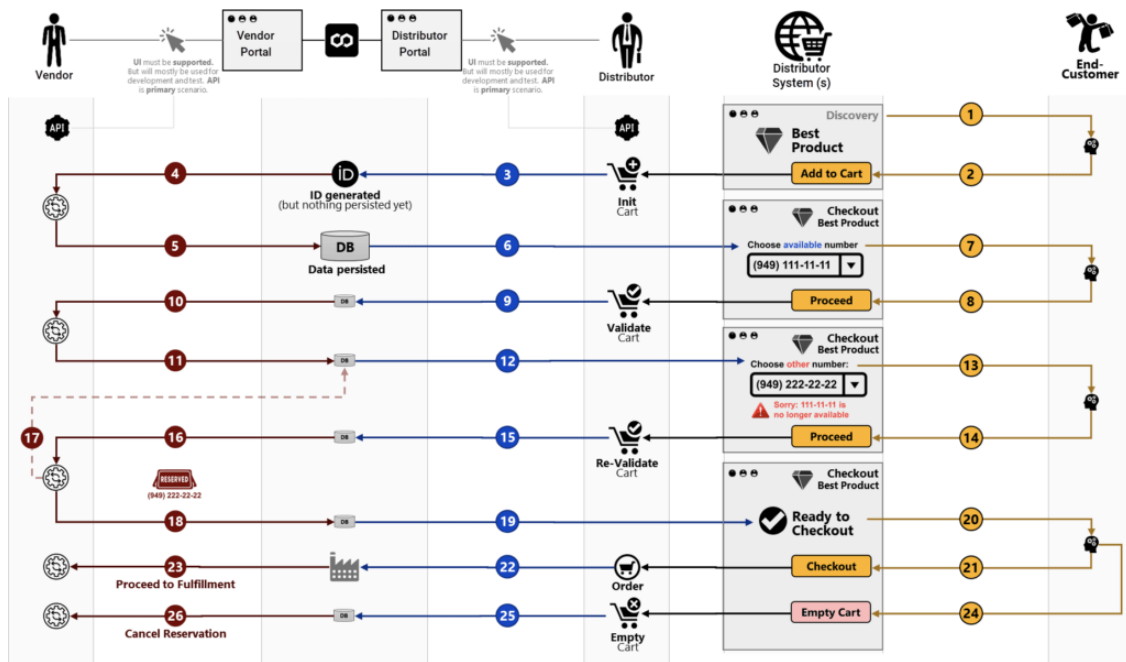 Vendor
UI must be supported.
But will mostly be used for
development and test. API
is primary scenario.
Vendor
Portal
Distributor
Portal
UI must be supported.
But will mostly be used for
development and test. API
is primary scenario.
Distributor
Distributor
System (s)
End-
Customer
API
API
Discovery
Best
Product
Add to Cart
1
2
3
4
iD
ID generated
(but nothing persisted yet)
Init
Cart
5
DB
Data persisted
6
Checkout
Best Product
Choose available number
(949) 111-11-11
Proceed
7
8
9
10
DB
Validate
Cart
11
DB
12
Checkout
Best Product
Choose other number:
(949) 222-22-22
Sorry: 111-11-11 is
no longer available
Proceed
13
14
15
16
17
DB
Re-Validate
Cart
RESERVED
(949) 222-22-22
18
DB
19
Checkout
Best Product
Ready to
Checkout
20
Checkout
21
22
23
Order
Proceed to Fulfillment
Empty Cart
24
25
26
DB
Empty
Cart
Cancel Reservation